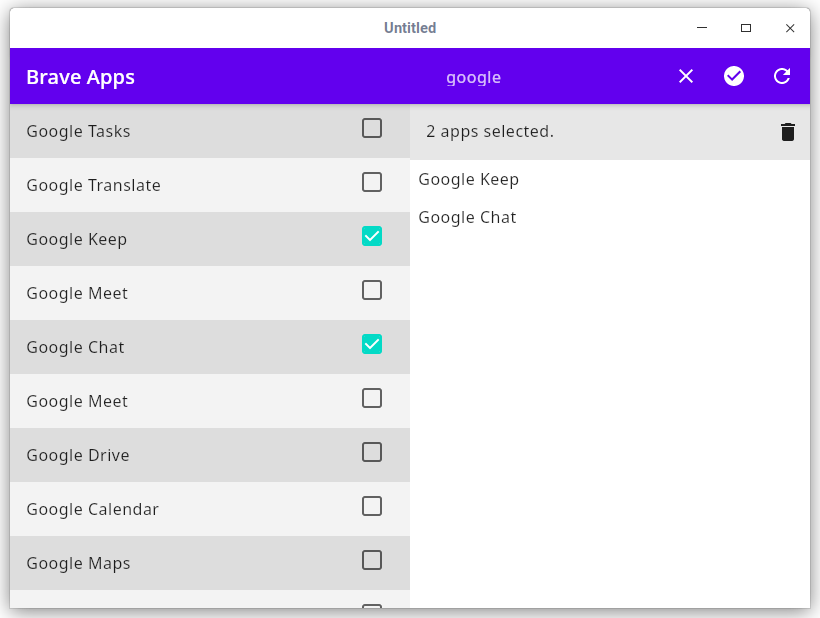 Untitled
Brave Apps
google
Google Tasks
Google Translate
Google Keep
Google Meet
Google Chat
Google Meet
Google Drive
Google Calendar
Google Maps
2 apps selected.
Google Keep
Google Chat